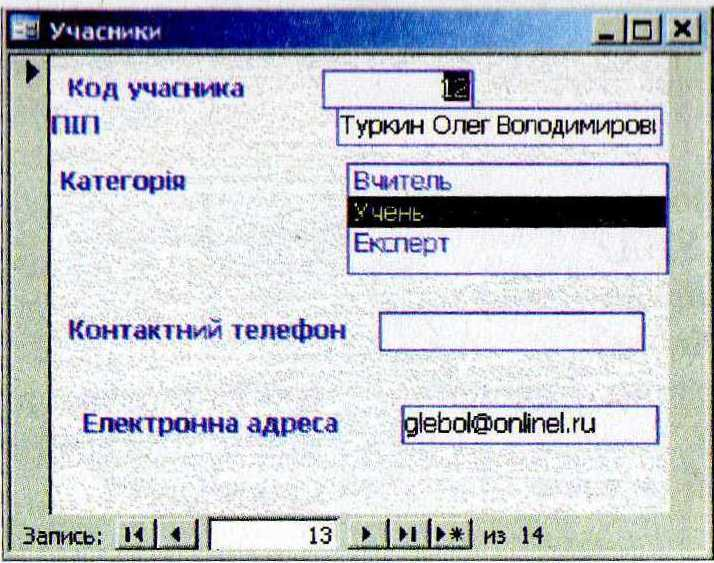 Учасники
Код учасника 12
ПІП Туркин Олег Володимирові
Категорія Вчитель
Учень
Експерт
Контактний телефон
Електронна адреса glebol@onlinel.ru
Запись: 13 из 14